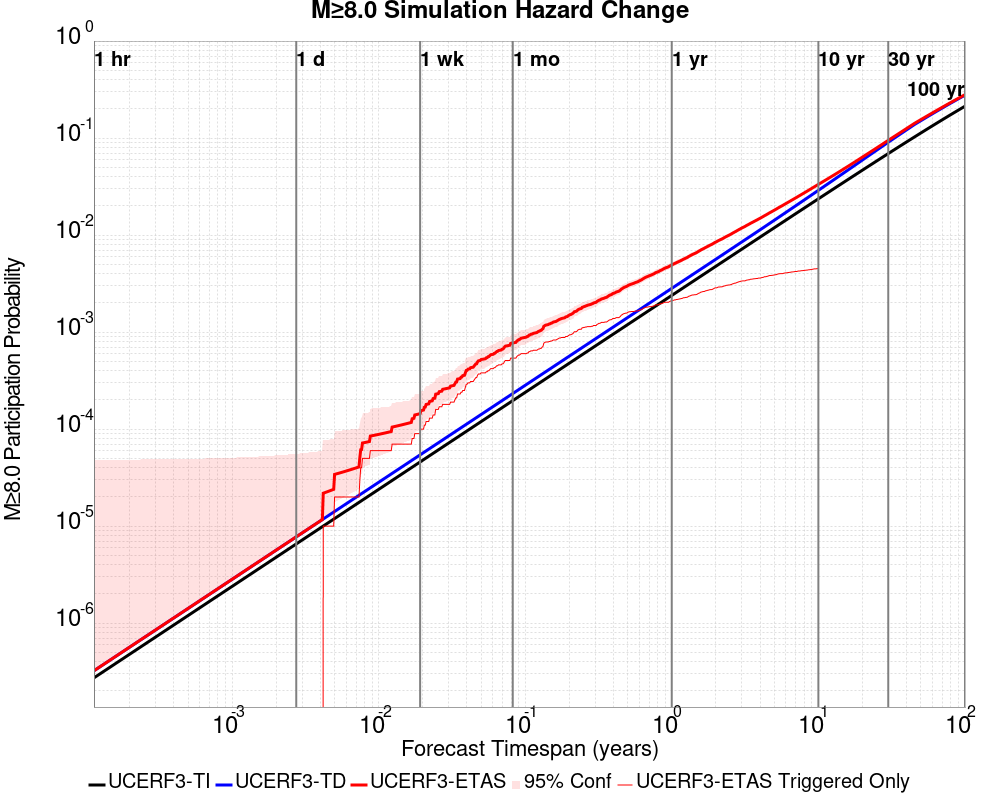 M≥8.0 Simulation Hazard Change
10^0
1 hr 1 d 1 wk 1 mo 1 yr 10 yr 30 yr
100 yr
10^-1
10^-2
10^-3
10^-4
10^-5
10^-6
M≥8.0 Participation Probability
10^-3 10^-2 10^-1 10^0 10^1 10^2
Forecast Timespan (years)
UCERF3-TI UCERF3-TD UCERF3-ETAS 95% Conf UCERF3-ETAS Triggered Only